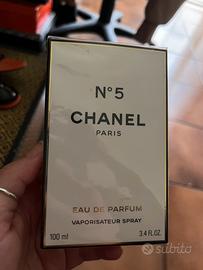 N°5
CHANEL
PARIS
EAU DE PARFUM
VAPORISATEUR SPRAY
100 ml 3.4 FL.OZ.
subito